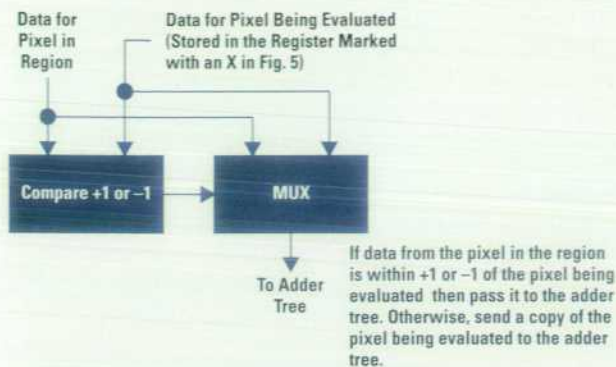 Data for
Pixel in
Region
Data for Pixel Being Evaluated
(Stored in the Register Marked
with an X in Fig. 5)
Compare +1 or –1
MUX
To Adder
Tree
If data from the pixel in the region
is within +1 or –1 of the pixel being
evaluated then pass it to the adder
tree. Otherwise, send a copy of the
pixel being evaluated to the adder
tree.